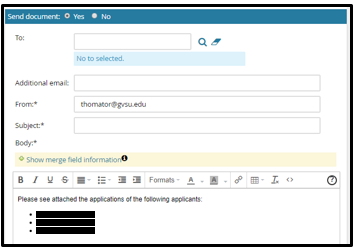 Send document: Yes No
To:
No to selected.
Additional email:
From:* thomator@gvsu.edu
Subject:*
Body:*
Show merge field information
B I U S Formats A A
Please see attached the applications of the following applicants: